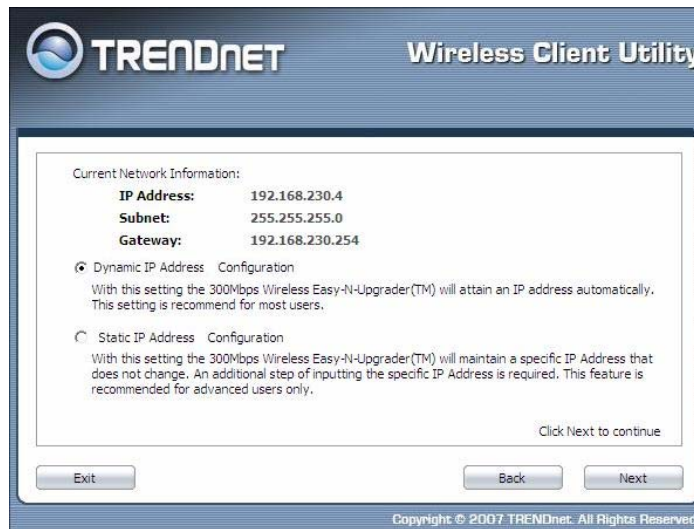 TRENDNET
Wireless Client Utility
Current Network Information:
IP Address: 192.168.230.4
Subnet: 255.255.255.0
Gateway: 192.168.230.254
Dynamic IP Address Configuration
With this setting the 300Mbps Wireless Easy-N-Upgrader(TM) will attain an IP address automatically.
This setting is recommend for most users.
Static IP Address Configuration
With this setting the 300Mbps Wireless Easy-N-Upgrader(TM) will maintain a specific IP Address that
does not change. An additional step of inputting the specific IP Address is required. This feature is
recommended for advanced users only.
Click Next to continue
Exit
Back
Next
Copyright © 2007 TRENDnet. All Rights Reserved